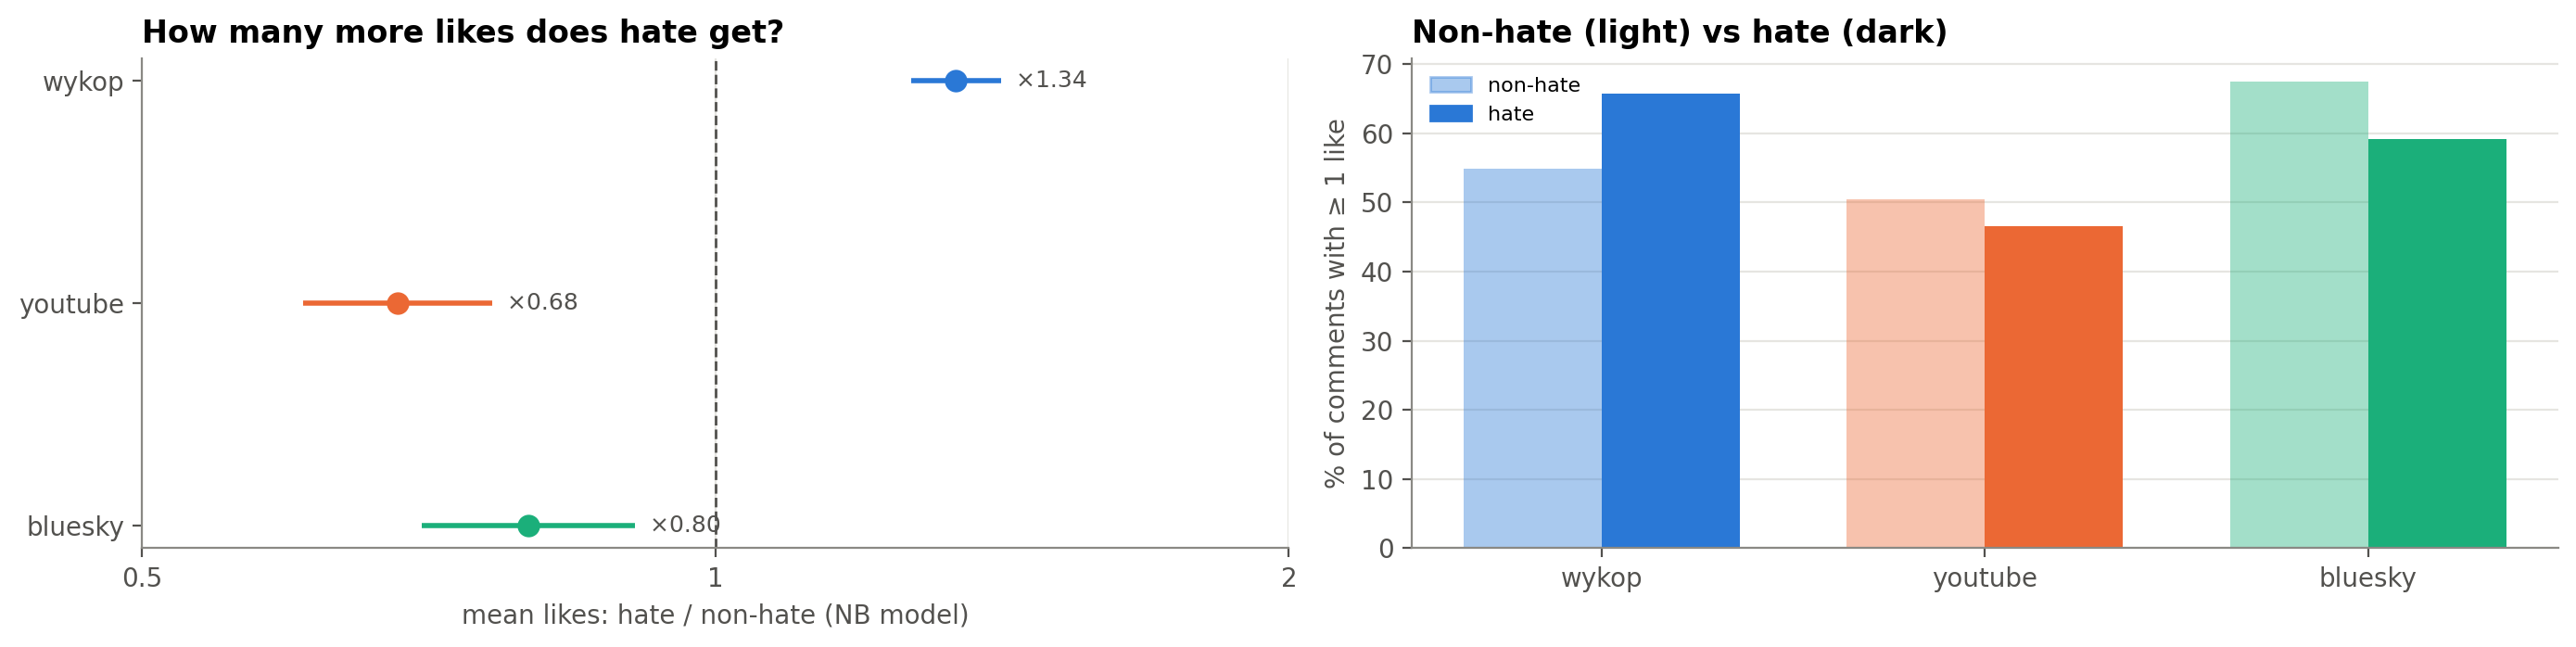 How many more likes does hate get?
wykop
youtube
bluesky
×1.34
×0.68
×0.80
0.5 1 2
mean likes: hate / non-hate (NB model)
Non-hate (light) vs hate (dark)
% of comments with ≥ 1 like
70
60
50
40
30
20
10
0
non-hate
hate
wykop youtube bluesky